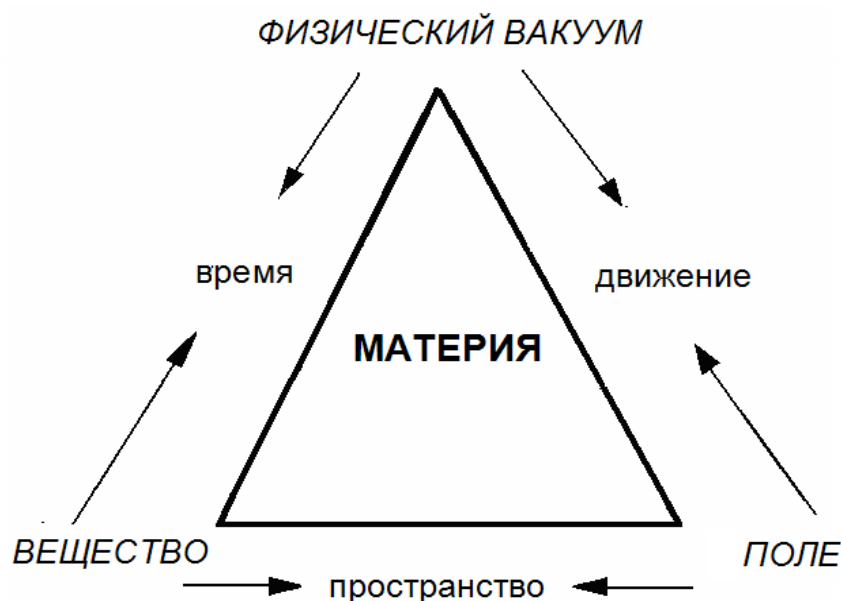 ФИЗИЧЕСКИЙ ВАКУУМ
время
движение
МАТЕРИЯ
ВЕЩЕСТВО
ПОЛЕ
пространство